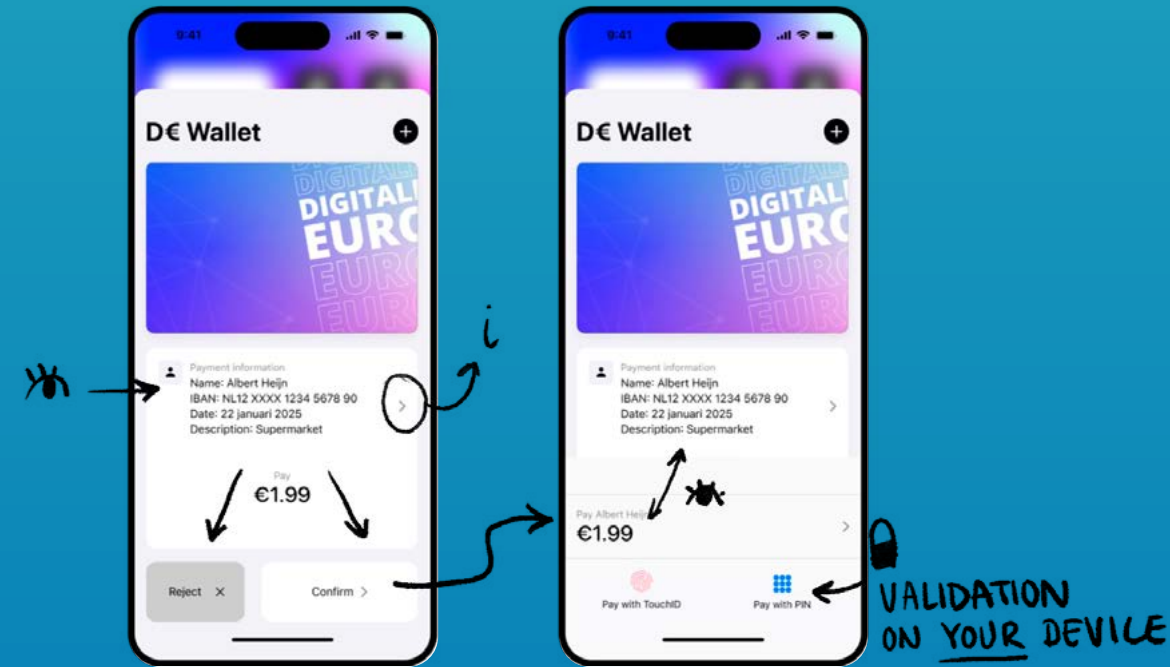 9:41
D€ Wallet
DIGITAL
DIGITAL
EURO
EURO
EURO
Payment information
Name: Albert Heijn
IBAN: NL12 XXXX 1234 5678 90
Date: 22 januari 2025
Description: Supermarket
Pay
€1.99
Reject X
Confirm >
i
9:41
D€ Wallet
DIGITAL
DIGITAL
EURO
EURO
EURO
Payment information
Name: Albert Heijn
IBAN: NL12 XXXX 1234 5678 90
Date: 22 januari 2025
Description: Supermarket
Pay Albert Heijn
€1.99
Pay with TouchID
Pay with PIN
VALIDATION
ON YOUR DEVICE